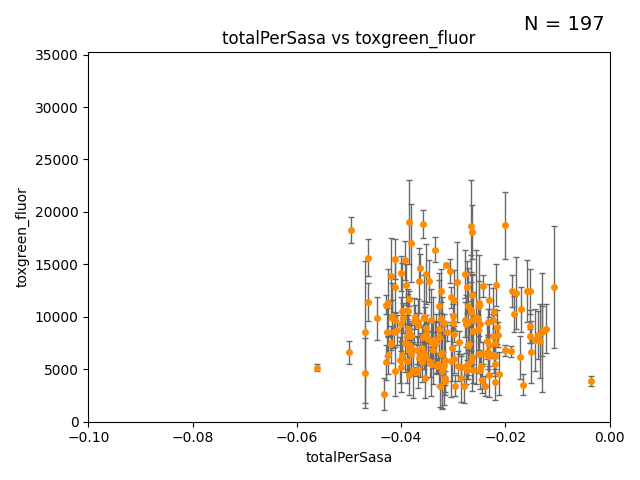 N = 197
totalPerSasa vs toxgreen_fluor
35000
30000
25000
20000
15000
10000
5000
0
toxgreen_fluor
−0.10 −0.08 −0.06 −0.04 −0.02 0.00
totalPerSasa